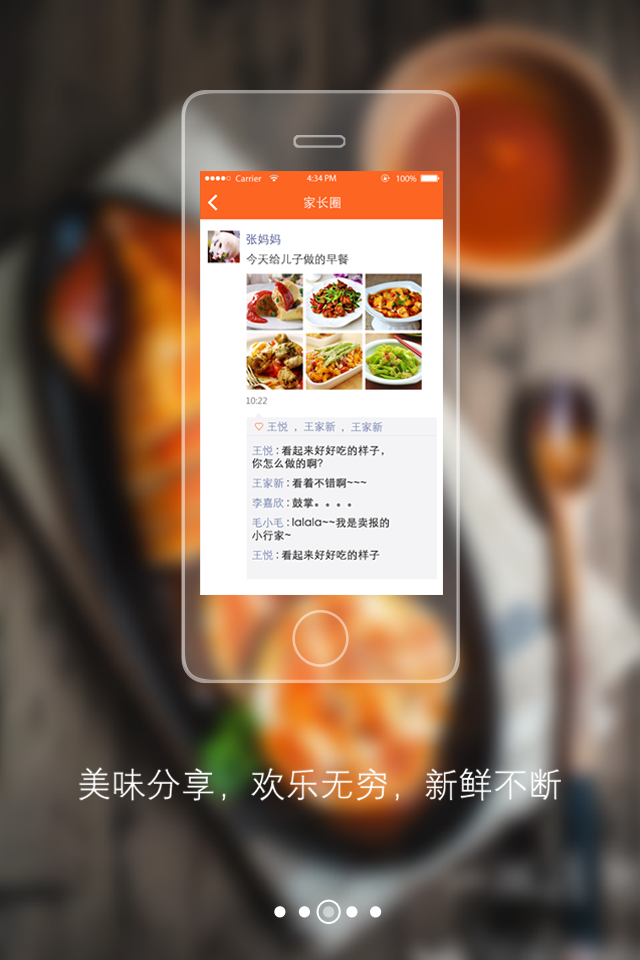 Carrier 4:34 PM 100%
家长圈
张妈妈
今天给儿子做的早餐
10:22
王悦 ，王家新 ，王家新
王悦 : 看起来好好吃的样子，
你怎么做的啊?
王家新 : 看着不错啊~~~
李嘉欣 : 鼓掌。。。。
毛小毛 : lalala~~我是卖报的
小行家~
王悦 : 看起来好好吃的样子
美味分享，欢乐无穷，新鲜不断